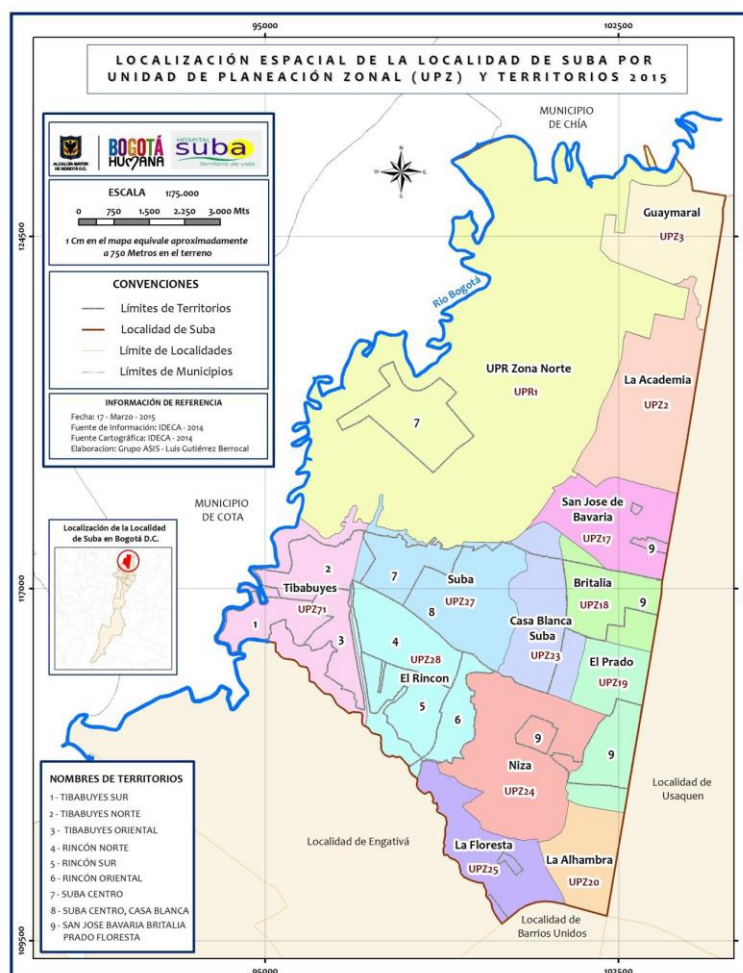 95000
102500
LOCALIZACIÓN ESPACIAL DE LA LOCALIDAD DE SUBA POR
UNIDAD DE PLANEACIÓN ZONAL (UPZ) Y TERRITORIOS 2015
ALCALDÍA MAYOR
DE BOGOTÁ D.C.
BOGOTÁ
HUMANA
HOSPITAL
suba
Territorio de vida
ESCALA 1:75.000
0 750 1.500 2.250 3.000 Mts
1 Cm en el mapa equivale aproximadamente
a 750 Metros en el terreno
CONVENCIONES
Límites de Territorios
Localidad de Suba
Límite de Localidades
Límites de Municipios
INFORMACIÓN DE REFERENCIA
Fecha: 17 - Marzo - 2015
Fuente de Información: IDECA - 2014
Fuente Cartográfica: IDECA - 2014
Elaboracion: Grupo ASIS - Luis Gutiérrez Berrocal
N
W E
S
MUNICIPIO
DE CHÍA
124500
Guaymaral
UPZ3
Río Bogotá
UPR Zona Norte
UPR1
La Academia
UPZ2
7
MUNICIPIO
DE COTA
San Jose de
Bavaria
UPZ17
9
Localización de la Localidad
de Suba en Bogotá D.C.
117000
2
Tibabuyes
UPZ71
1
3
7
Suba
UPZ27
8
Casa Blanca
Suba
UPZ23
Britalia
UPZ18
9
4
UPZ28
El Rincon
5
6
El Prado
UPZ19
9
9
Niza
UPZ24
Localidad de
Usaquen
NOMBRES DE TERRITORIOS
1 - TIBABUYES SUR
2 - TIBABUYES NORTE
3 - TIBABUYES ORIENTAL
4 - RINCÓN NORTE
5 - RINCÓN SUR
6 - RINCÓN ORIENTAL
7 - SUBA CENTRO
8 - SUBA CENTRO, CASA BLANCA
9 - SAN JOSE BAVARIA BRITALIA
PRADO FLORESTA
Localidad de Engativá
La Floresta
UPZ25
La Alhambra
UPZ20
Localidad de
Barrios Unidos
109500
95000
102500